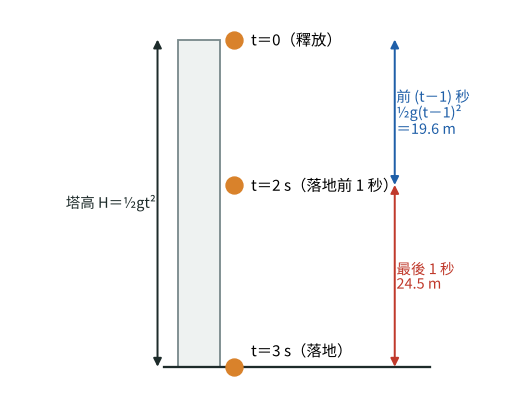 t＝0（釋放）
前 (t－1) 秒
½g(t－1)²
＝19.6 m
t＝2 s（落地前 1 秒）
塔高 H＝½gt²
最後 1 秒
24.5 m
t＝3 s（落地）